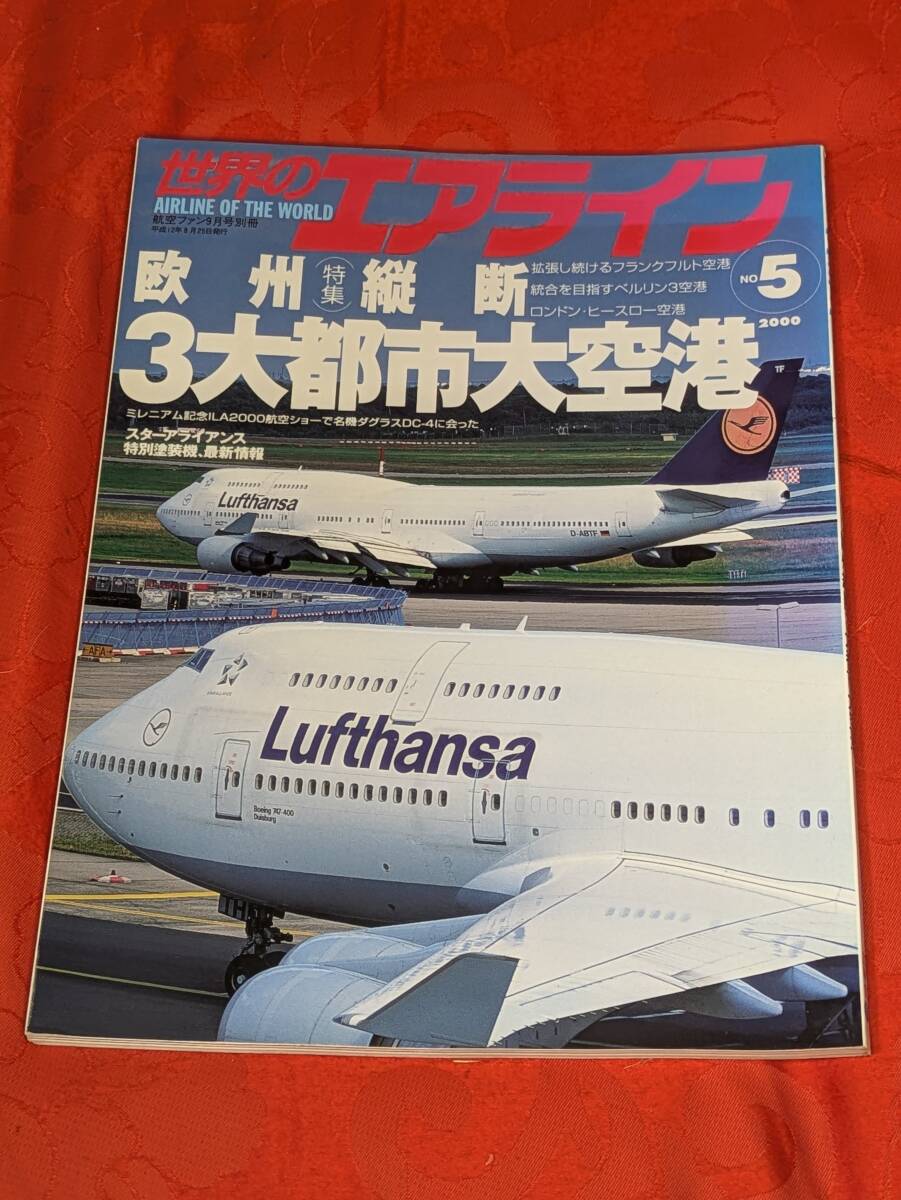 世界の
エアライン
AIRLINE OF THE WORLD
航空ファン9月号別冊
平成12年9月25日発行
欧州(特集)縦断
拡張し続けるフランクフルト空港
統合を目指すベルリン3空港
ロンドン・ヒースロー空港
NO5
2000
3大都市大空港
ミレニアム記念ILA2000航空ショーで名機ダグラスDC-4に会った
スターアライアンス
特別塗装機、最新情報
TF
Lufthansa
D-ABTF
AFA
Lufthansa
Boeing 747-400
Duisburg
TH